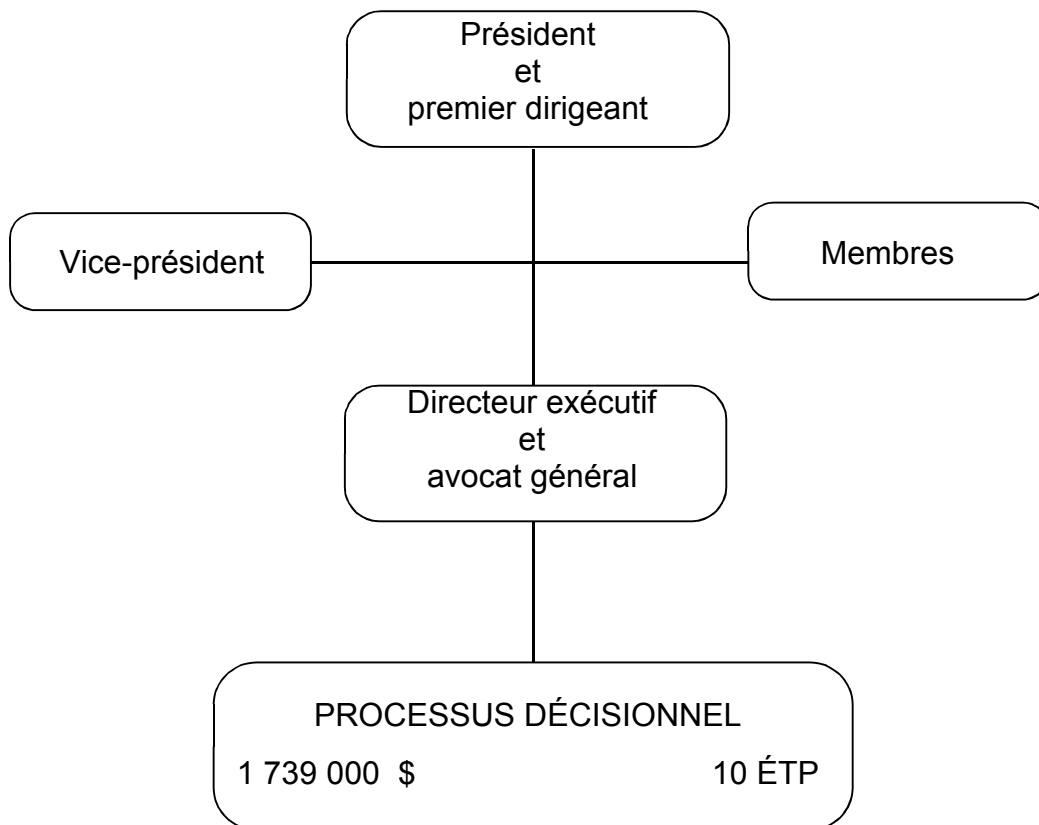 Président
et
premier dirigeant
Vice-président
Membres
Directeur exécutif
et
avocat général
PROCESSUS DÉCISIONNEL
1 739 000 $ 10 ÉTP